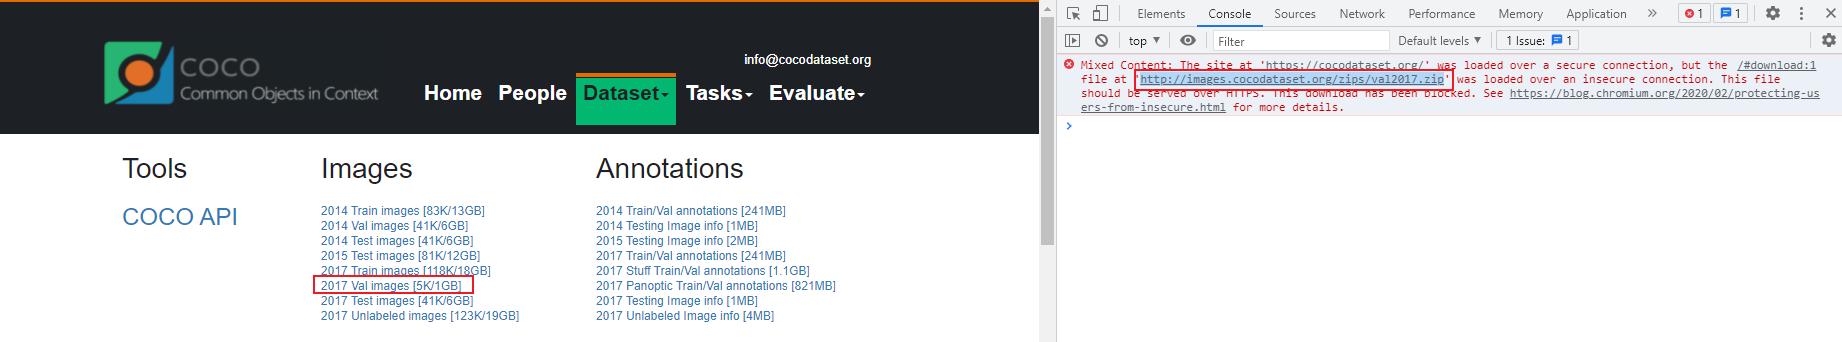 info@cocodataset.org
COCO
Common Objects in Context
Home People Dataset Tasks Evaluate
Tools
COCO API
Images
2014 Train images [83K/13GB]
2014 Val images [41K/6GB]
2014 Test images [41K/6GB]
2015 Test images [81K/12GB]
2017 Train images [118K/18GB]
2017 Val images [5K/1GB]
2017 Test images [41K/6GB]
2017 Unlabeled images [123K/19GB]
Annotations
2014 Train/Val annotations [241MB]
2014 Testing Image info [1MB]
2015 Testing Image info [2MB]
2017 Train/Val annotations [241MB]
2017 Stuff Train/Val annotations [1.1GB]
2017 Panoptic Train/Val annotations [821MB]
2017 Testing Image info [1MB]
2017 Unlabeled Image info [4MB]
Elements Console Sources Network Performance Memory Application » 1 1
top Filter Default levels 1 Issue: 1
Mixed Content: The site at 'https://cocodataset.org/' was loaded over a secure connection, but the /#download:1
file at 'http://images.cocodataset.org/zips/val2017.zip' was loaded over an insecure connection. This file
should be served over HTTPS. This download has been blocked. See https://blog.chromium.org/2020/02/protecting-us
ers-from-insecure.html for more details.